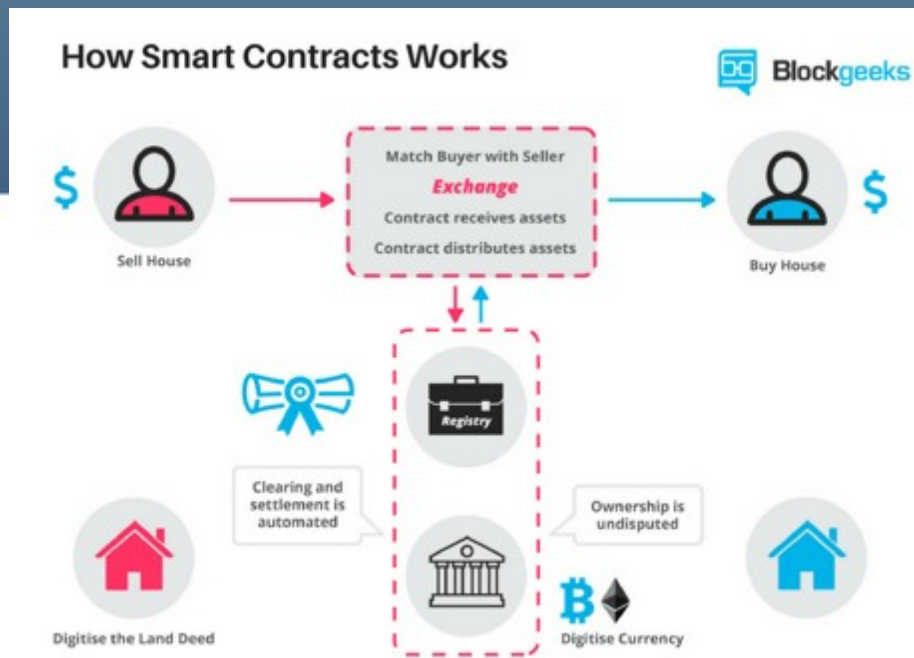 How Smart Contracts Works
Blockgeeks
$
$
Match Buyer with Seller
Exchange
Contract receives assets
Contract distributes assets
Sell House
Buy House
Registry
Clearing and
settlement is
automated
Ownership is
undisputed
Digitise the Land Deed
Digitise Currency